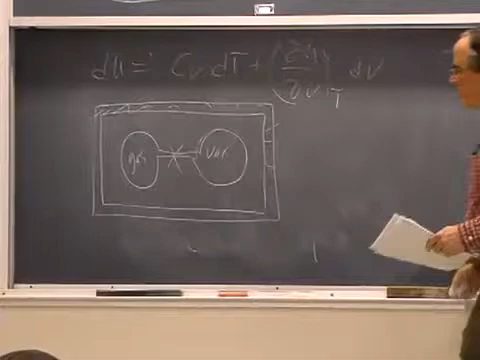 dU = C_V dT + (∂U/∂V)_T dV
gas vac